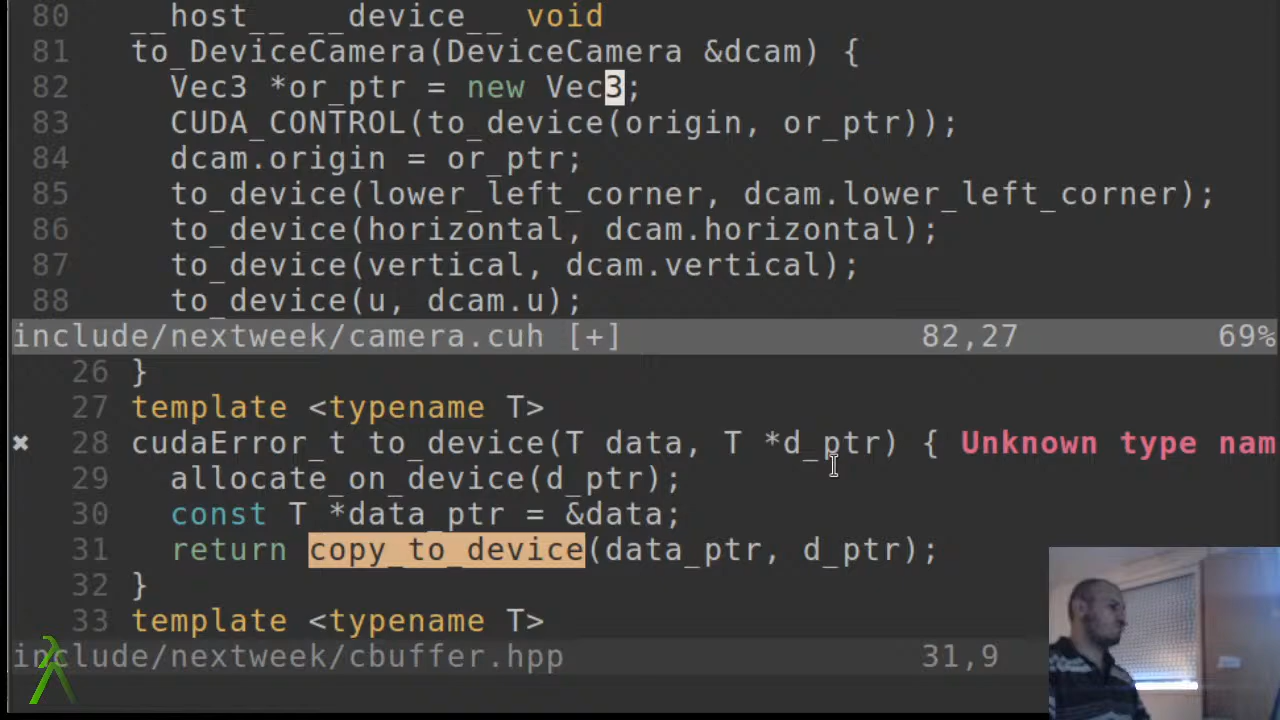 80 __host__ __device__ void
81 to_DeviceCamera(DeviceCamera &dcam) {
82 Vec3 *or_ptr = new Vec3;
83 CUDA_CONTROL(to_device(origin, or_ptr));
84 dcam.origin = or_ptr;
85 to_device(lower_left_corner, dcam.lower_left_corner);
86 to_device(horizontal, dcam.horizontal);
87 to_device(vertical, dcam.vertical);
88 to_device(u, dcam.u);
include/nextweek/camera.cuh [+] 82,27 69%
26 }
27 template <typename T>
✖ 28 cudaError_t to_device(T data, T *d_ptr) { Unknown type nam
29 allocate_on_device(d_ptr);
30 const T *data_ptr = &data;
31 return copy_to_device(data_ptr, d_ptr);
32 }
33 template <typename T>
include/nextweek/cbuffer.hpp 31,9